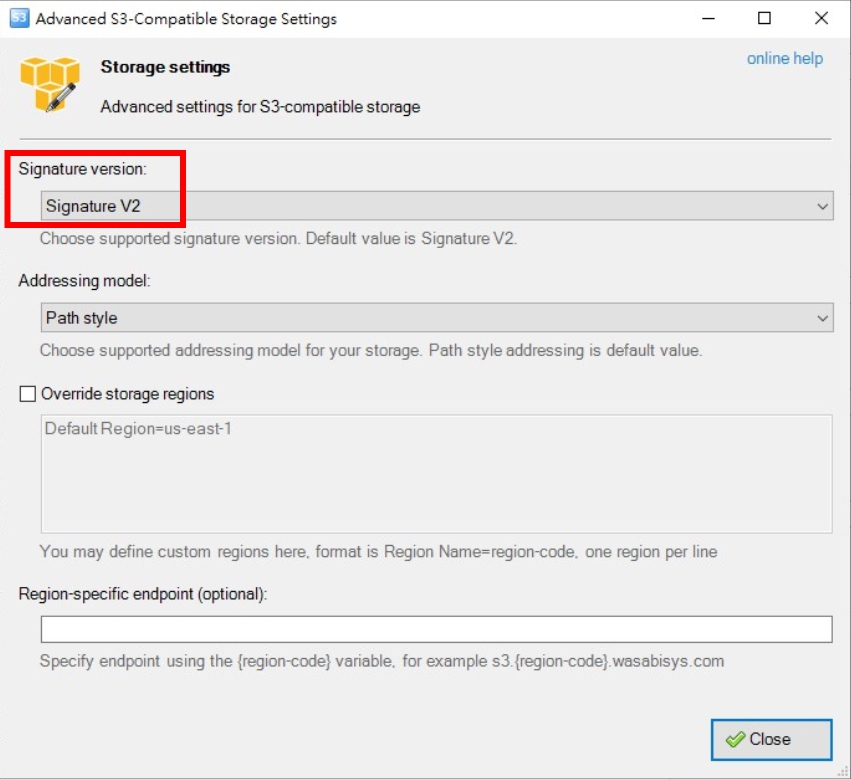 S3 Advanced S3-Compatible Storage Settings
online help
Storage settings
Advanced settings for S3-compatible storage
Signature version:
Signature V2
Choose supported signature version. Default value is Signature V2.
Addressing model:
Path style
Choose supported addressing model for your storage. Path style addressing is default value.
Override storage regions
Default Region=us-east-1
You may define custom regions here, format is Region Name=region-code, one region per line
Region-specific endpoint (optional):
Specify endpoint using the {region-code} variable, for example s3.{region-code}.wasabisys.com
Close